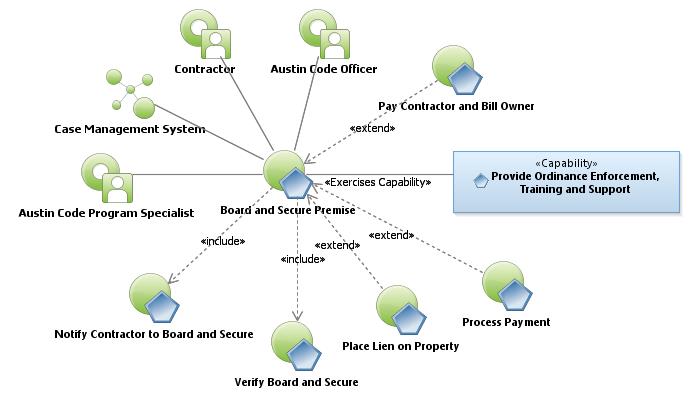 Contractor
Austin Code Officer
Pay Contractor and Bill Owner
Case Management System
«extend»
«Capability»
Provide Ordinance Enforcement,
Training and Support
«Exercises Capability»
Austin Code Program Specialist
Board and Secure Premise
«include»
«extend»
«extend»
«include»
Notify Contractor to Board and Secure
Process Payment
Place Lien on Property
Verify Board and Secure